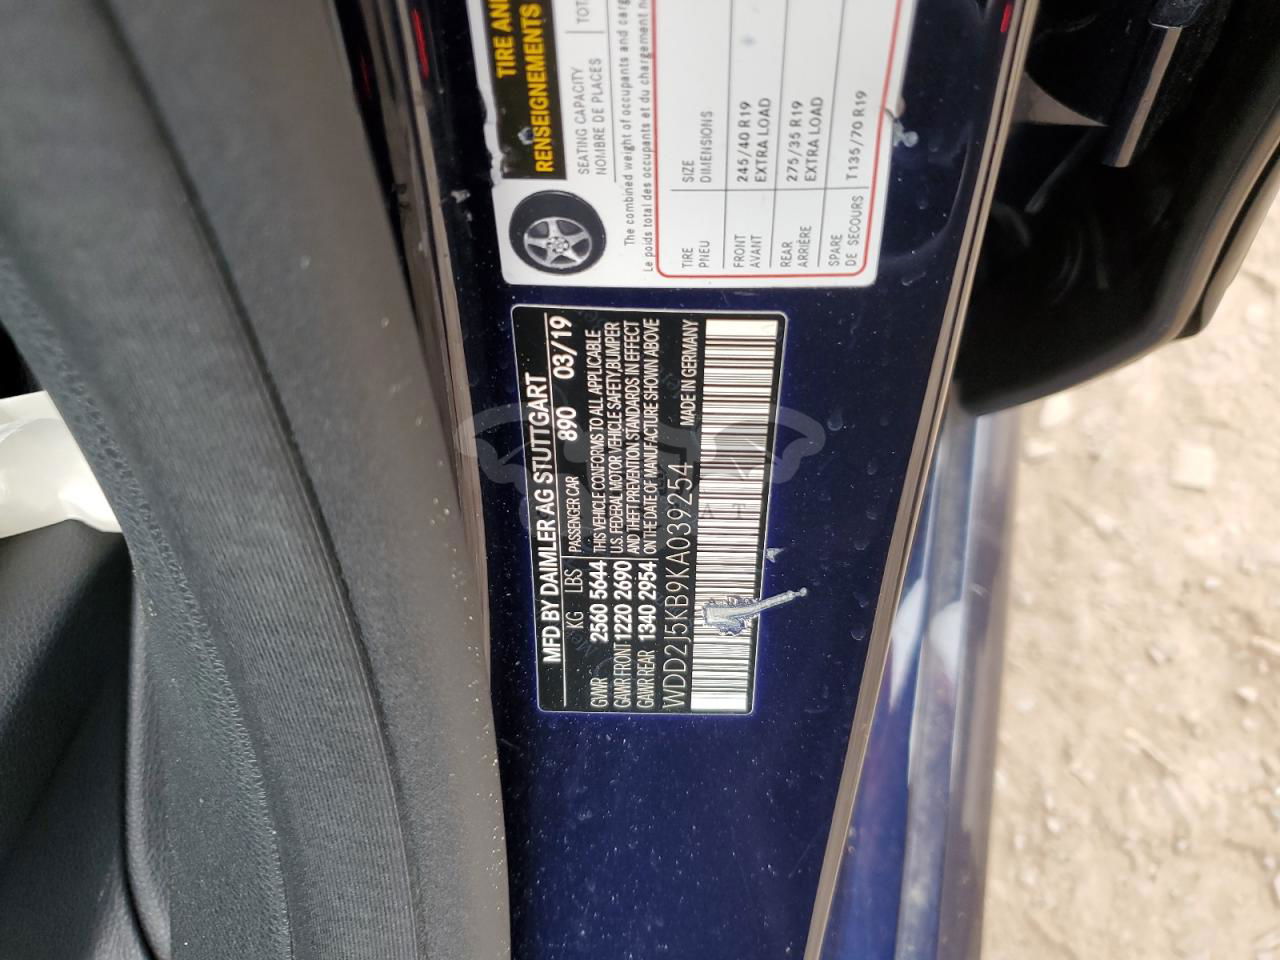 MFD BY DAIMLER AG STUTTGART
KG LBS PASSENGER CAR 890 03/19
GVWR 2560 5644 THIS VEHICLE CONFORMS TO ALL APPLICABLE
GAWR FRONT 1220 2690 U.S. FEDERAL MOTOR VEHICLE SAFETY, BUMPER
AND THEFT PREVENTION STANDARDS IN EFFECT
GAWR REAR 1340 2954 ON THE DATE OF MANUFACTURE SHOWN ABOVE
WDD2J5KB9KA039254 MADE IN GERMANY
TIRE AND
RENSEIGNEMENTS
SEATING CAPACITY
NOMBRE DE PLACES
The combined weight of occupants and
Le poids total des occupants et du chargement
TIRE SIZE
PNEU DIMENSIONS
FRONT 245/40 R19
AVANT EXTRA LOAD
REAR 275/35 R19
ARRIÈRE EXTRA LOAD
SPARE T135/70 R19
DE SECOURS